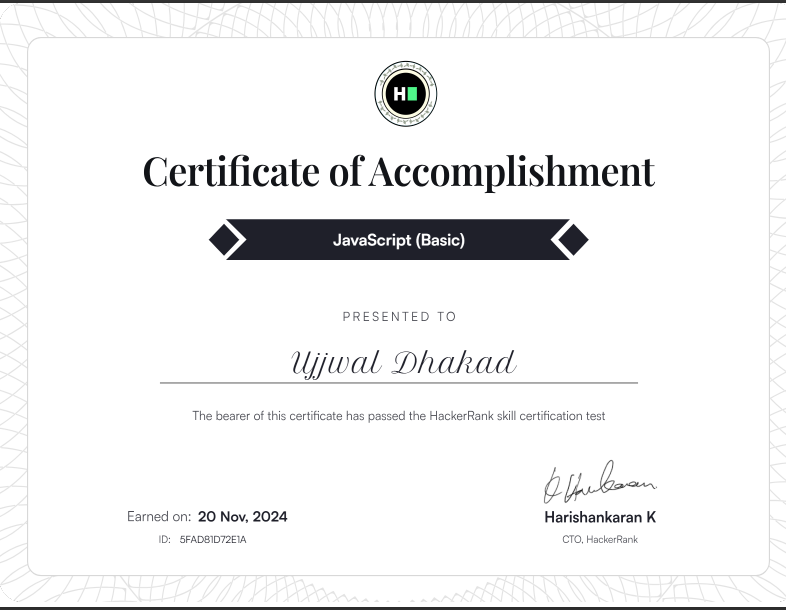 H
Certificate of Accomplishment
JavaScript (Basic)
PRESENTED TO
Ujjwal Dhakad
The bearer of this certificate has passed the HackerRank skill certification test
Earned on: 20 Nov, 2024
ID: 5FAD81D72E1A
Harishankaran K
CTO, HackerRank